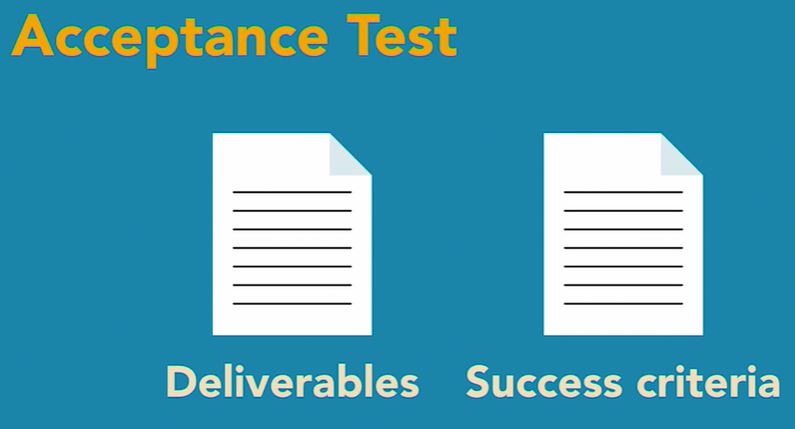 Acceptance Test
Deliverables
Success criteria